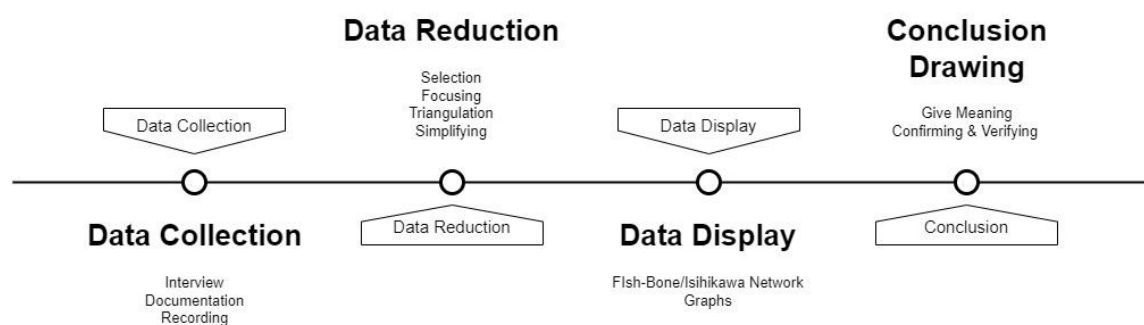 Data Collection
Data Collection
Interview
Documentation
Recording
Data Reduction
Selection
Focusing
Triangulation
Simplifying
Data Reduction
Data Display
Data Display
FIsh-Bone/Isihikawa Network
Graphs
Conclusion
Drawing
Give Meaning
Confirming & Verifying
Conclusion